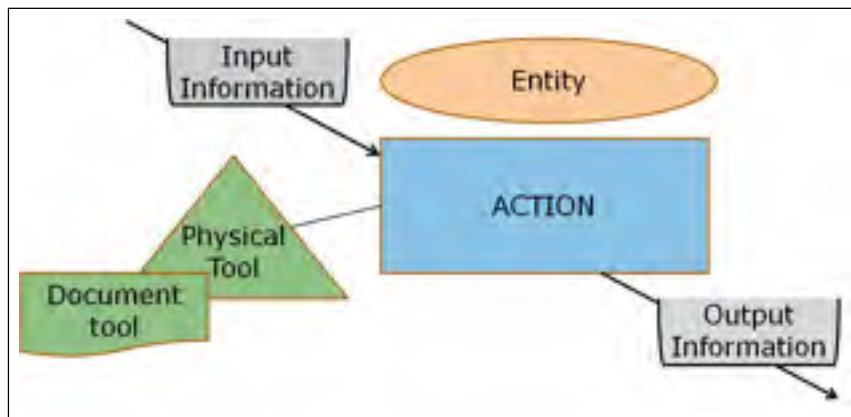 Input
Information
Entity
ACTION
Physical
Tool
Document
tool
Output
Information